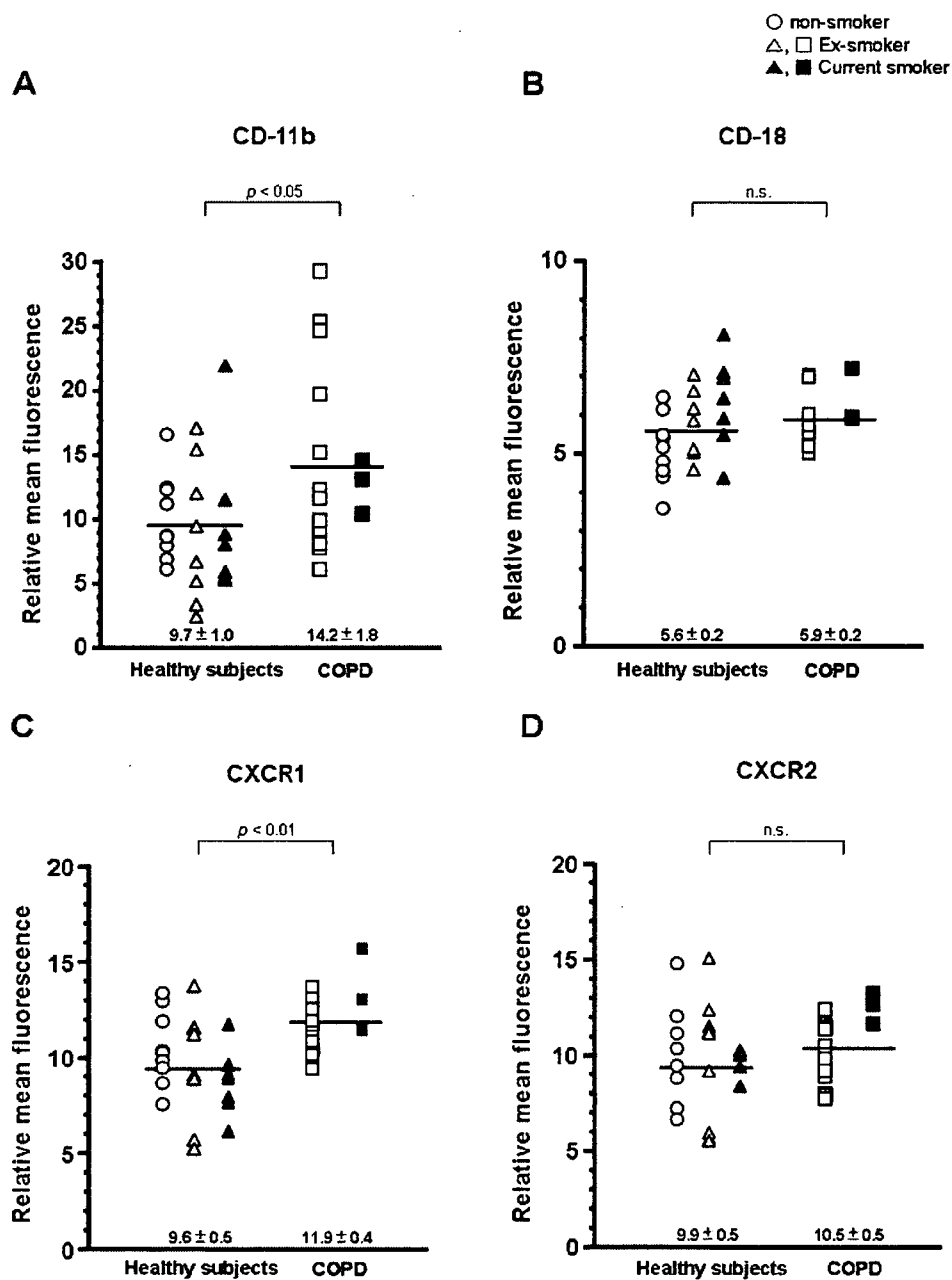 non-smoker
, Ex-smoker
, Current smoker
A
CD-11b
p < 0.05
30
25
20
15
10
5
0
Relative mean fluorescence
9.7 ± 1.0
14.2 ± 1.8
Healthy subjects
COPD
B
CD-18
n.s.
10
5
0
Relative mean fluorescence
5.6 ± 0.2
5.9 ± 0.2
Healthy subjects
COPD
C
CXCR1
p < 0.01
20
15
10
5
0
Relative mean fluorescence
9.6 ± 0.5
11.9 ± 0.4
Healthy subjects
COPD
D
CXCR2
n.s.
20
15
10
5
0
Relative mean fluorescence
9.9 ± 0.5
10.5 ± 0.5
Healthy subjects
COPD